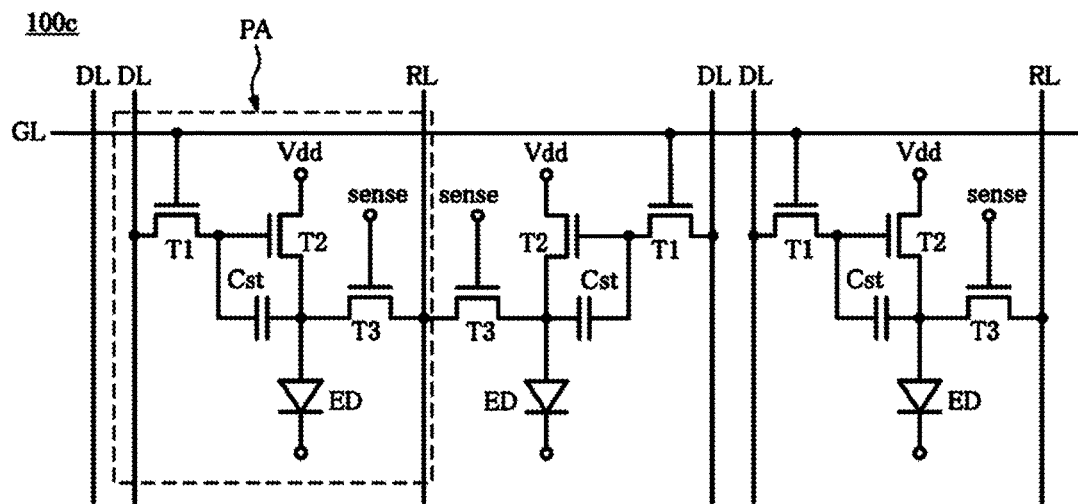 100c
PA
DL DL RL DL DL RL
GL
Vdd Vdd Vdd
sense sense sense
T1 T2 T2 T1 T1 T2
Cst Cst Cst
T3 T3 T3
ED ED ED